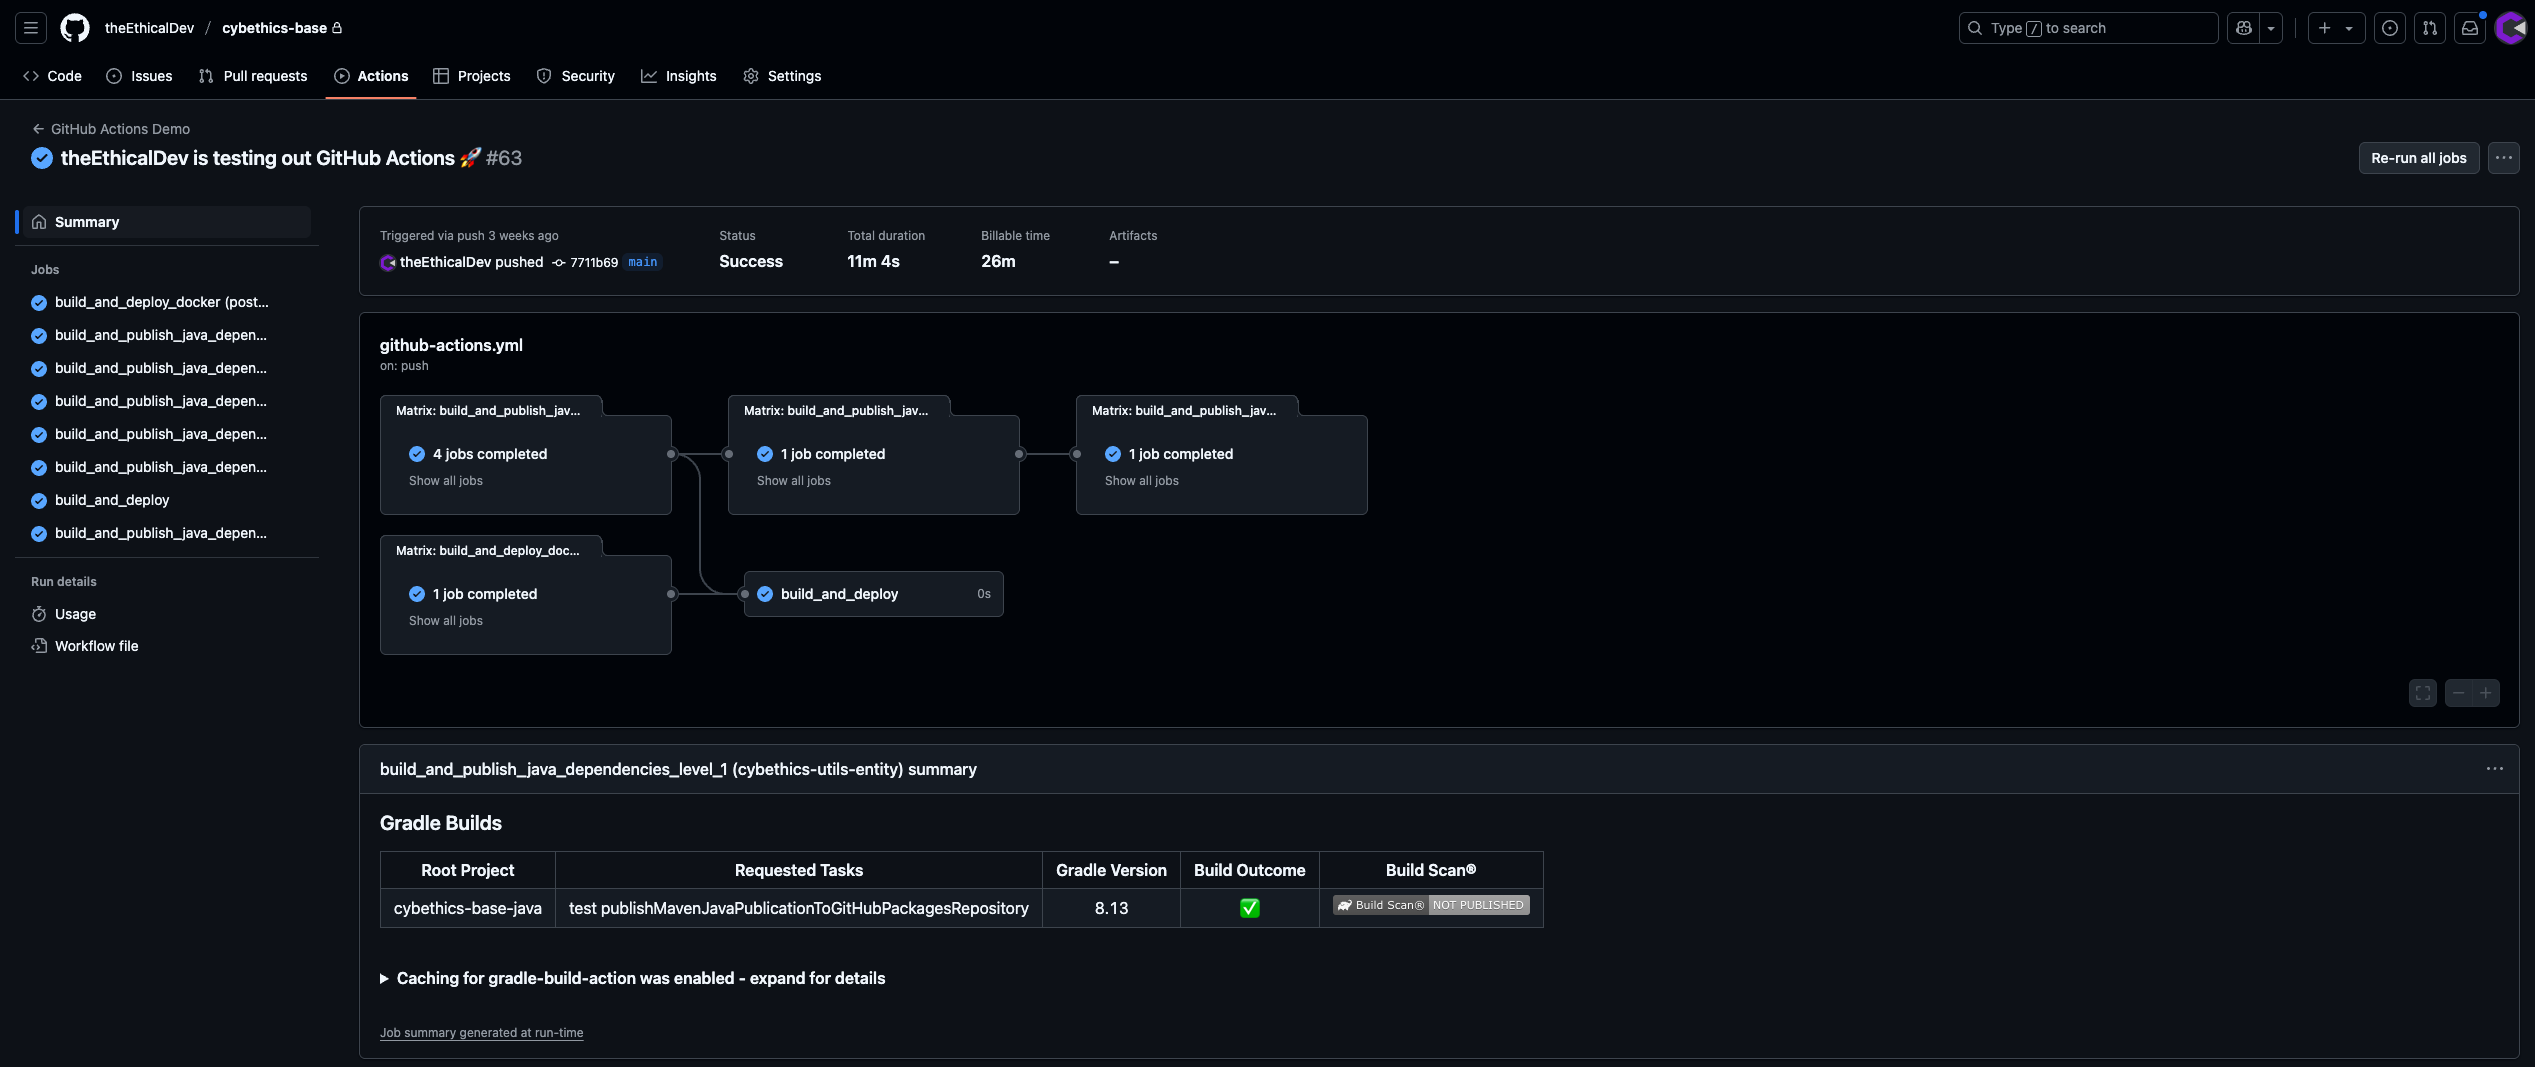 theEthicalDev / cybethics-base
Type / to search
Code Issues Pull requests Actions Projects Security Insights Settings
← GitHub Actions Demo
theEthicalDev is testing out GitHub Actions 🚀 #63
Re-run all jobs
Summary
Jobs
build_and_deploy_docker (post...
build_and_publish_java_depen...
build_and_publish_java_depen...
build_and_publish_java_depen...
build_and_publish_java_depen...
build_and_publish_java_depen...
build_and_deploy
build_and_publish_java_depen...
Run details
Usage
Workflow file
Triggered via push 3 weeks ago
theEthicalDev pushed 7711b69 main
Status
Success
Total duration
11m 4s
Billable time
26m
Artifacts
–
github-actions.yml
on: push
Matrix: build_and_publish_jav...
4 jobs completed
Show all jobs
Matrix: build_and_publish_jav...
1 job completed
Show all jobs
Matrix: build_and_publish_jav...
1 job completed
Show all jobs
Matrix: build_and_deploy_doc...
1 job completed
Show all jobs
build_and_deploy 0s
build_and_publish_java_dependencies_level_1 (cybethics-utils-entity) summary
Gradle Builds
Root Project Requested Tasks Gradle Version Build Outcome Build Scan®
cybethics-base-java test publishMavenJavaPublicationToGitHubPackagesRepository 8.13 ✅ Build Scan® NOT PUBLISHED
Caching for gradle-build-action was enabled - expand for details
Job summary generated at run-time